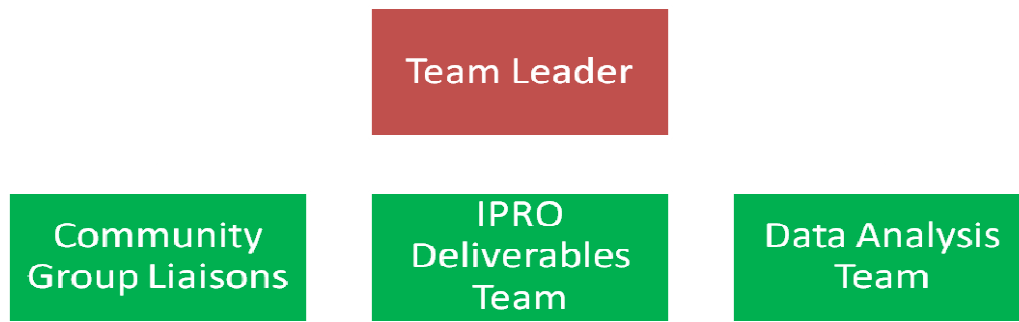 Team Leader
Community
Group Liaisons
IPRO
Deliverables
Team
Data Analysis
Team